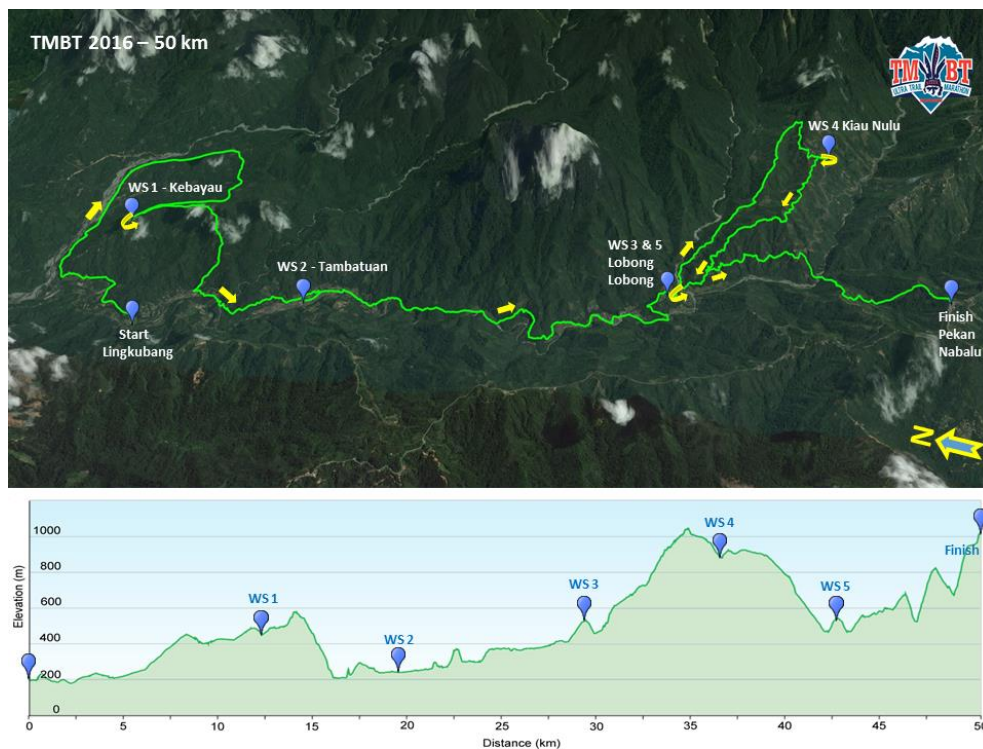 TMBT 2016 – 50 km
TMBT
ULTRA TRAIL MARATHON
WS 4 Kiau Nulu
WS 1 - Kebayau
WS 2 - Tambatuan
WS 3 & 5
Lobong
Lobong
Start
Lingkubang
Finish
Pekan
Nabalu
N
Elevation (m)
1000
800
600
400
200
0
WS 1
WS 2
WS 3
WS 4
WS 5
Finish
0
5
10
15
20
25
30
35
40
45
50
Distance (km)